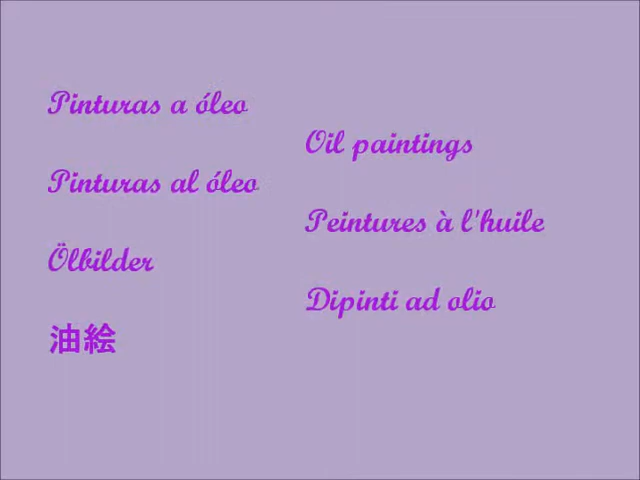 Pinturas a óleo
Oil paintings
Pinturas al óleo
Peintures à l'huile
Ölbilder
Dipinti ad olio
油絵